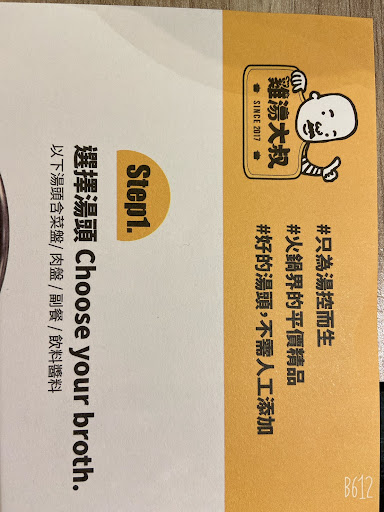 雞湯大叔
SINCE 2017
#只為湯控而生
#火鍋界的平價精品
#好的湯頭,不需人工添加
Step1.
選擇湯頭 Choose your broth.
以下湯頭含菜盤 / 肉盤 / 副餐 / 飲料醬料
B612